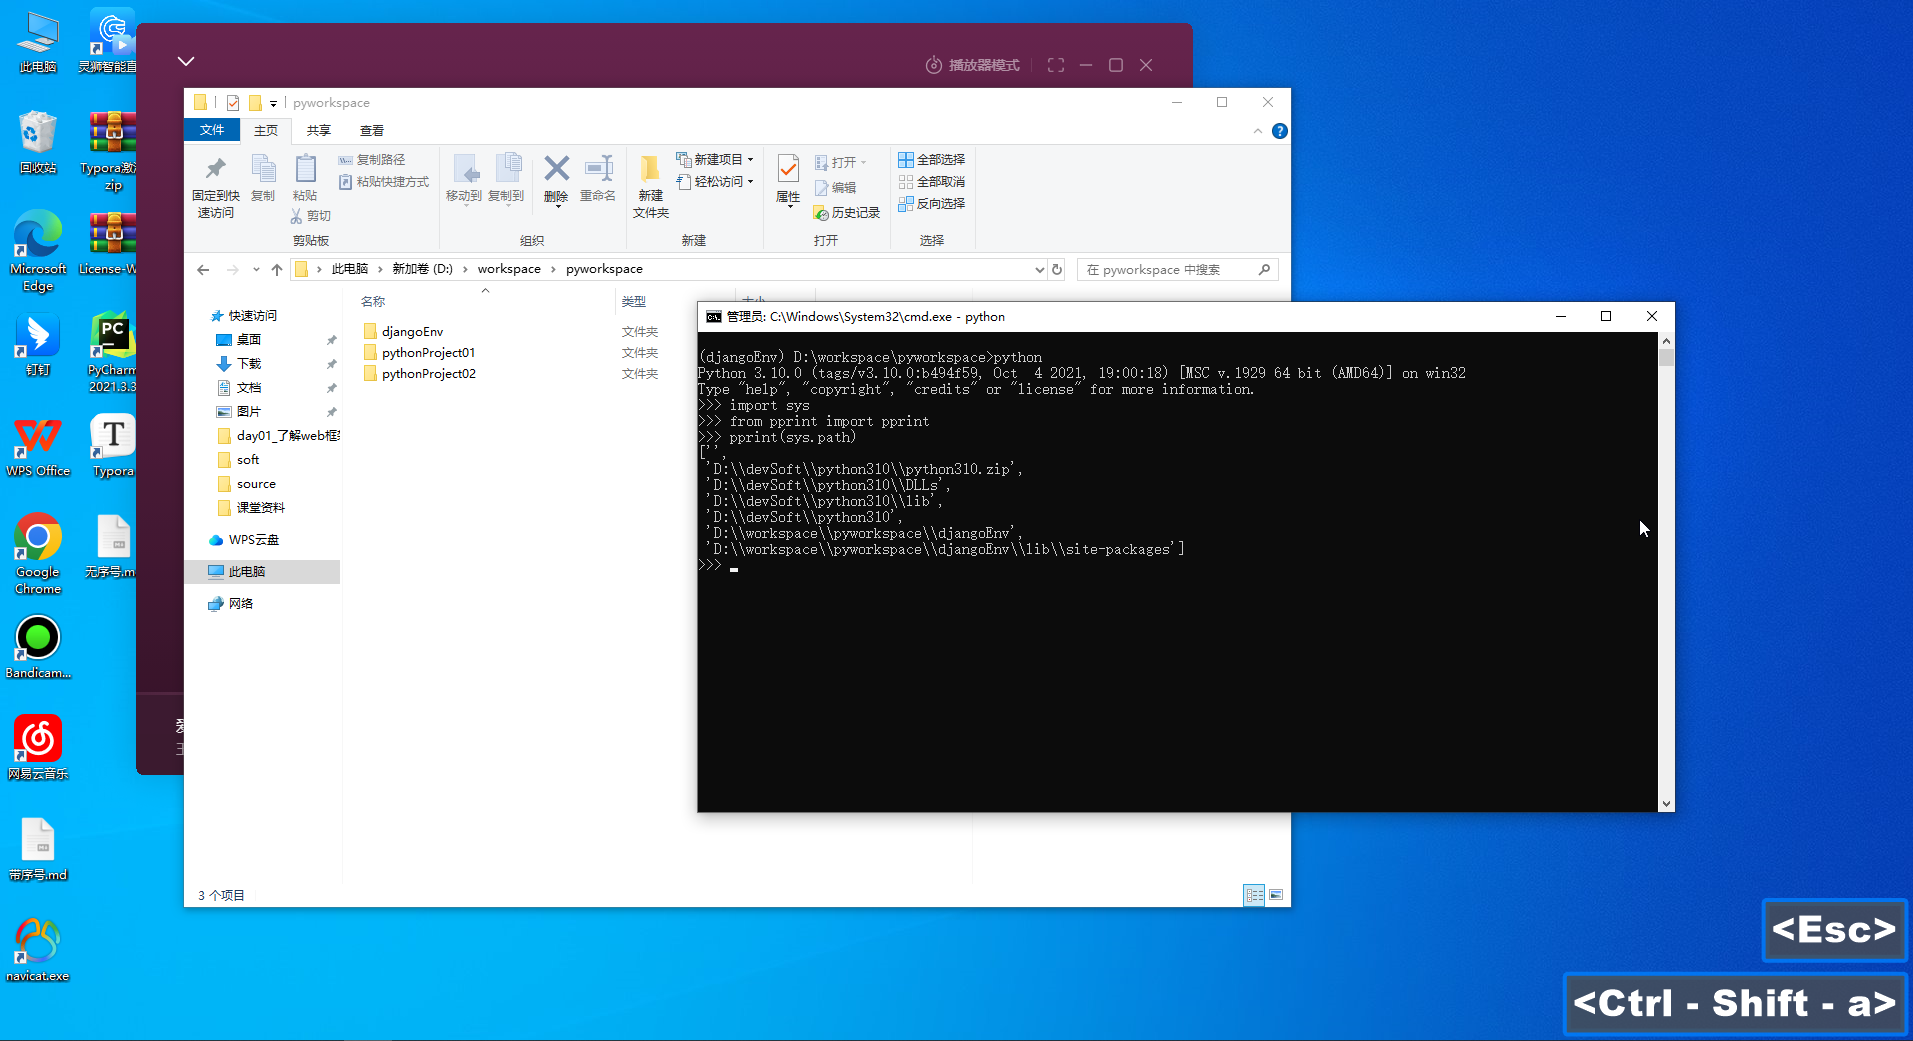 此电脑
灵狮智能直
回收站
Typora激活
zip
Microsoft
Edge
License-W
钉钉
PyCharm
2021.3.3
WPS Office
Typora
Google
Chrome
无序号.m
Bandicam...
网易云音乐
带序号.md
navicat.exe
播放器模式
pyworkspace
文件
主页
共享
查看
固定到快
速访问
复制
粘贴
复制路径
粘贴快捷方式
剪切
剪贴板
移动到
复制到
删除
重命名
组织
新建
文件夹
新建项目
轻松访问
新建
属性
打开
编辑
历史记录
打开
全部选择
全部取消
反向选择
选择
此电脑 › 新加卷 (D:) › workspace › pyworkspace
在 pyworkspace 中搜索
名称
类型
大小
快速访问
桌面
下载
文档
图片
day01_了解web框
soft
source
课堂资料
WPS云盘
此电脑
网络
djangoEnv 文件夹
pythonProject01 文件夹
pythonProject02 文件夹
3 个项目
管理员: C:\Windows\System32\cmd.exe - python
(djangoEnv) D:\workspace\pyworkspace>python
Python 3.10.0 (tags/v3.10.0:b494f59, Oct  4 2021, 19:00:18) [MSC v.1929 64 bit (AMD64)] on win32
Type "help", "copyright", "credits" or "license" for more information.
>>> import sys
>>> from pprint import pprint
>>> pprint(sys.path)
['',
 'D:\\devSoft\\python310\\python310.zip',
 'D:\\devSoft\\python310\\DLLs',
 'D:\\devSoft\\python310\\lib',
 'D:\\devSoft\\python310',
 'D:\\workspace\\pyworkspace\\djangoEnv',
 'D:\\workspace\\pyworkspace\\djangoEnv\\lib\\site-packages']
>>>
<Esc>
<Ctrl - Shift - a>